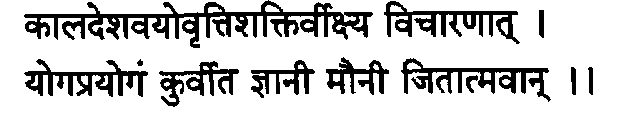 कालदेशवयोवृत्तिशक्तिर्वीक्ष्य विचारणात् ।
योगप्रयोगं कुर्वीत ज्ञानी मौनी जितात्मवान् ।।